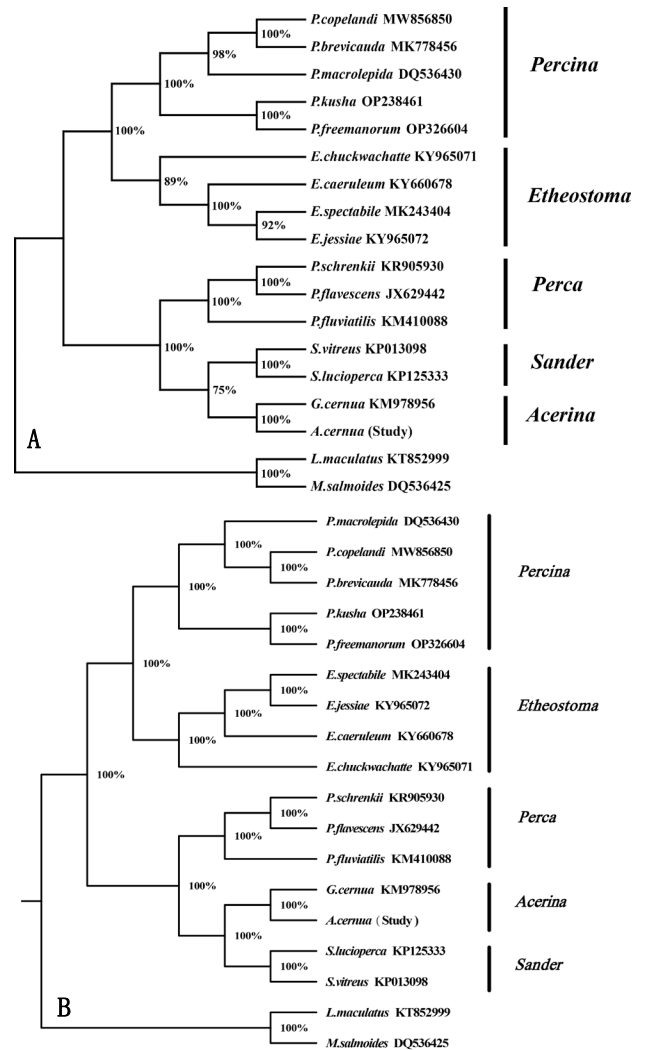 P.copelandi MW856850
100%
P.brevicauda MK778456
98%
P.macrolepida DQ536430
Percina
100%
P.kusha OP238461
100%
P.freemanorum OP326604
100%
E.chuckwachatte KY965071
89%
E.caeruleum KY660678
100%
E.spectabile MK243404
92%
E.jessiae KY965072
Etheostoma
P.schrenkii KR905930
100%
P.flavescens JX629442
100%
P.fluviatilis KM410088
Perca
100%
S.vitreus KP013098
100%
S.lucioperca KP125333
Sander
75%
G.cernua KM978956
100%
A.cernua (Study)
Acerina
A
L.maculatus KT852999
100%
M.salmoides DQ536425
P.macrolepida DQ536430
100%
P.copelandi MW856850
100%
P.brevicauda MK778456
Percina
100%
P.kusha OP238461
100%
P.freemanorum OP326604
100%
E.spectabile MK243404
100%
E.jessiae KY965072
100%
E.caeruleum KY660678
100%
E.chuckwachatte KY965071
Etheostoma
100%
P.schrenkii KR905930
100%
P.flavescens JX629442
100%
P.fluviatilis KM410088
Perca
100%
G.cernua KM978956
100%
A.cernua (Study)
Acerina
100%
S.lucioperca KP125333
100%
S.vitreus KP013098
Sander
B
L.maculatus KT852999
100%
M.salmoides DQ536425